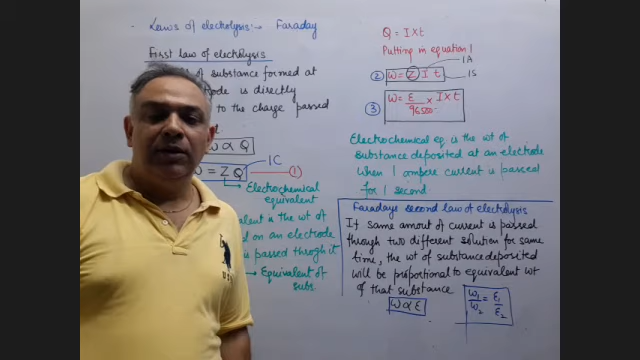 - Laws of electrolysis:→ Faraday
First law of electrolysis
of substance formed at
ode is directly
to the charge passed
W ∝ Q
W = Z Q
1C
①
Electrochemical
equivalent
alent is the wt of
d on an electrode
is passed through it
→ Equivalent of
subs.
Q = I × t
Putting in equation 1
② W = Z I t
1A
1S
③ W = E/96500 × I × t
Electrochemical eq is the wt of
substance deposited at an electrode
When 1 ambere current is passed
for 1 second
Faradays second law of electrolysis
If same amount of current is passed
through two different solution for same
time, the wt of substance deposited
will be proportional to equivalent wt
of that substance
W ∝ E
W₁/W₂ = E₁/E₂